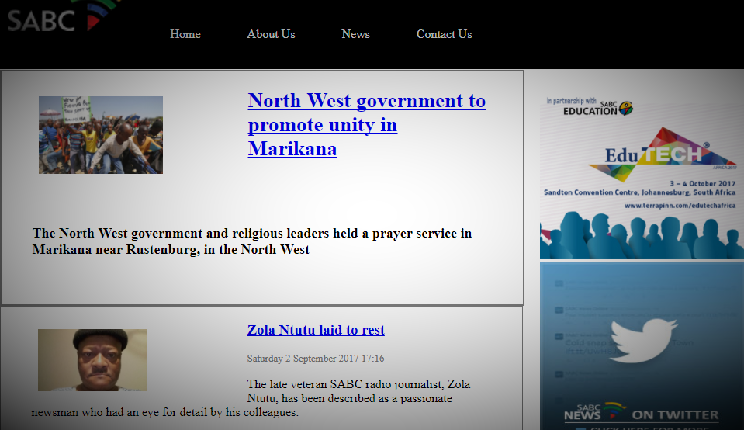 SABC
Home About Us News Contact Us
North West government to
promote unity in
Marikana
The North West government and religious leaders held a prayer service in
Marikana near Rustenburg, in the North West
Zola Ntutu laid to rest
Saturday 2 September 2017 17:16
The late veteran SABC radio journalist, Zola
Ntutu, has been described as a passionate
newsman who had an eye for detail by his colleagues.
In partnership with SABC
EDUCATION
EduTECH
3 – 4 October 2017
Sandton Convention Centre, Johannesburg, South Africa
www.terrapinn.com/edutechafrica
SABC
NEWS ON TWITTER
CLICK HERE FOR MORE